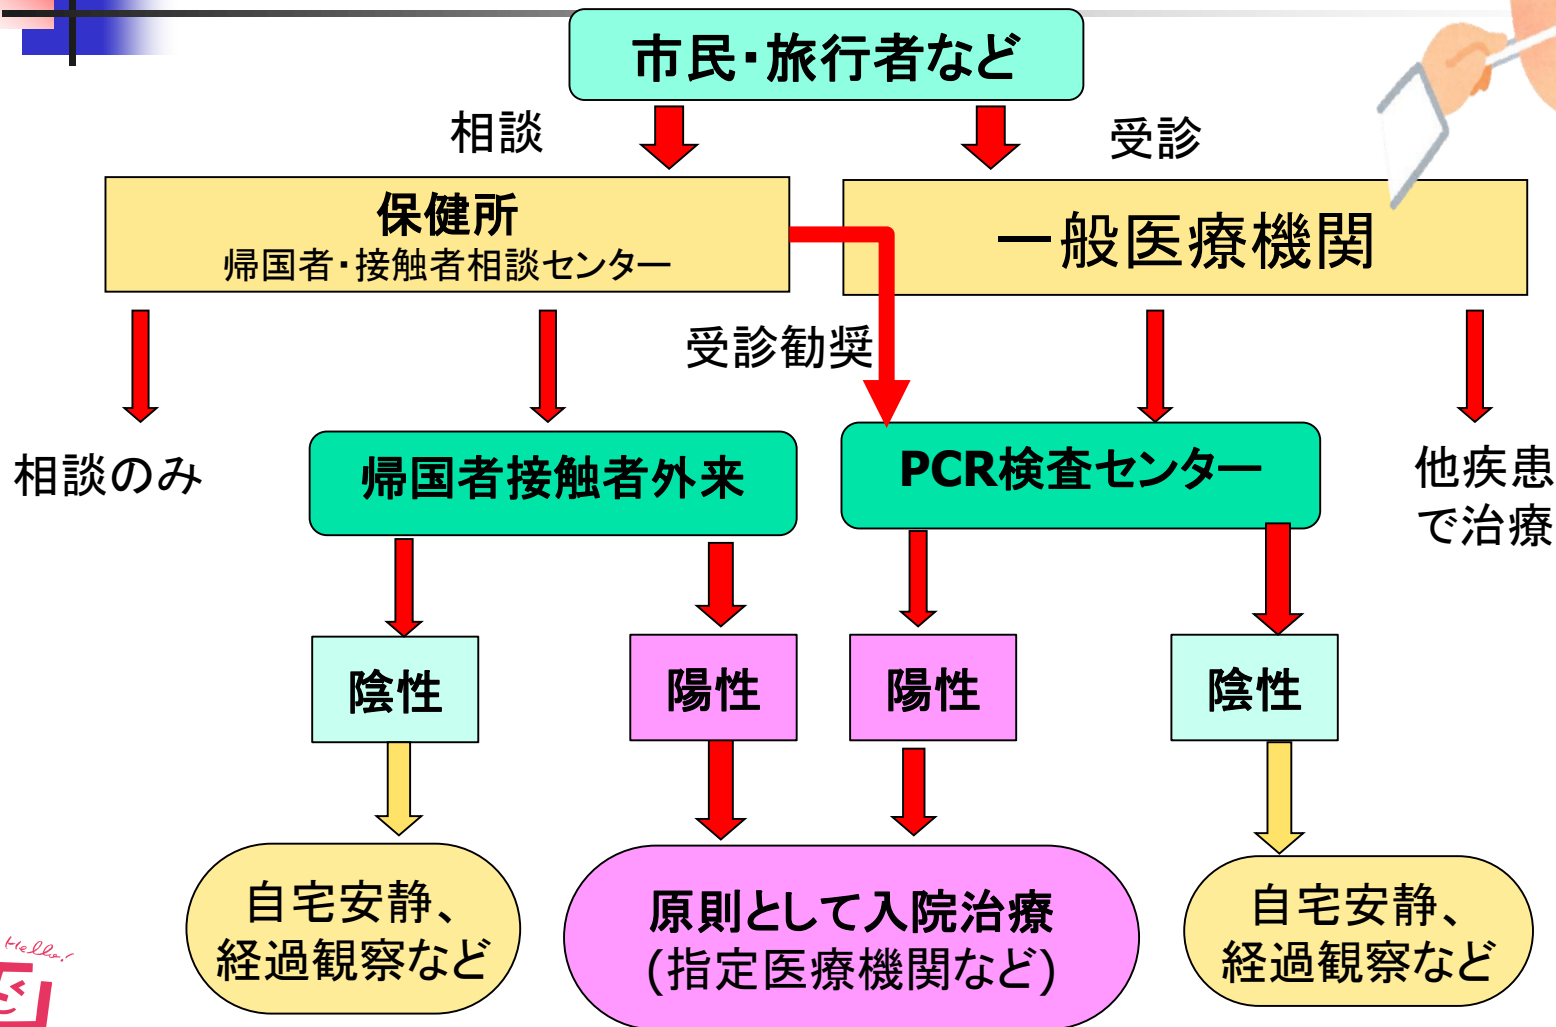 市民・旅行者など
相談
受診
保健所
帰国者・接触者相談センター
一般医療機関
受診勧奨
相談のみ
帰国者接触者外来
PCR検査センター
他疾患
で治療
陰性
陽性
陽性
陰性
自宅安静、
経過観察など
原則として入院治療
(指定医療機関など)
自宅安静、
経過観察など
Hello!